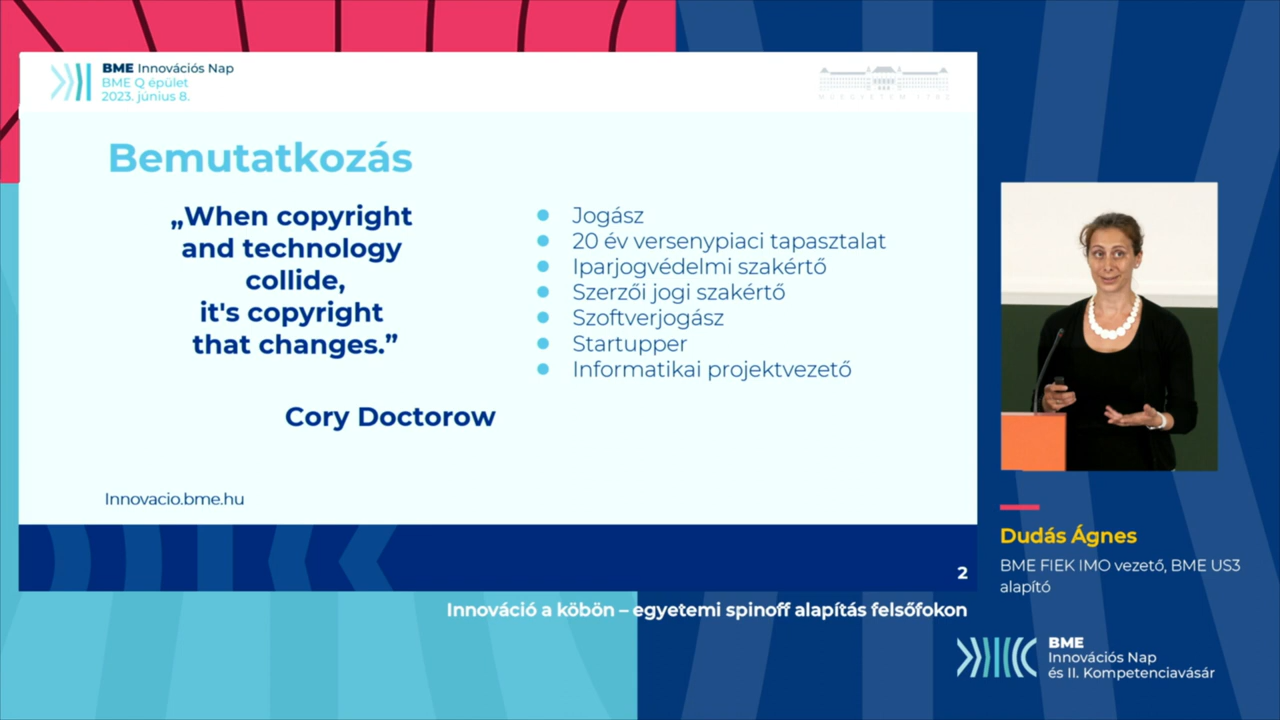 BME Innovációs Nap
BME Q épület
2023. június 8.
MŰEGYETEM 1782
Bemutatkozás
„When copyright
and technology
collide,
it's copyright
that changes.”
Cory Doctorow
Jogász
20 év versenypiaci tapasztalat
Iparjogvédelmi szakértő
Szerzői jogi szakértő
Szoftverjogász
Startupper
Informatikai projektvezető
Innovacio.bme.hu
2
Dudás Ágnes
BME FIEK IMO vezető, BME US3
alapító
Innováció a köbön – egyetemi spinoff alapítás felsőfokon
BME
Innovációs Nap
és II. Kompetenciavásár